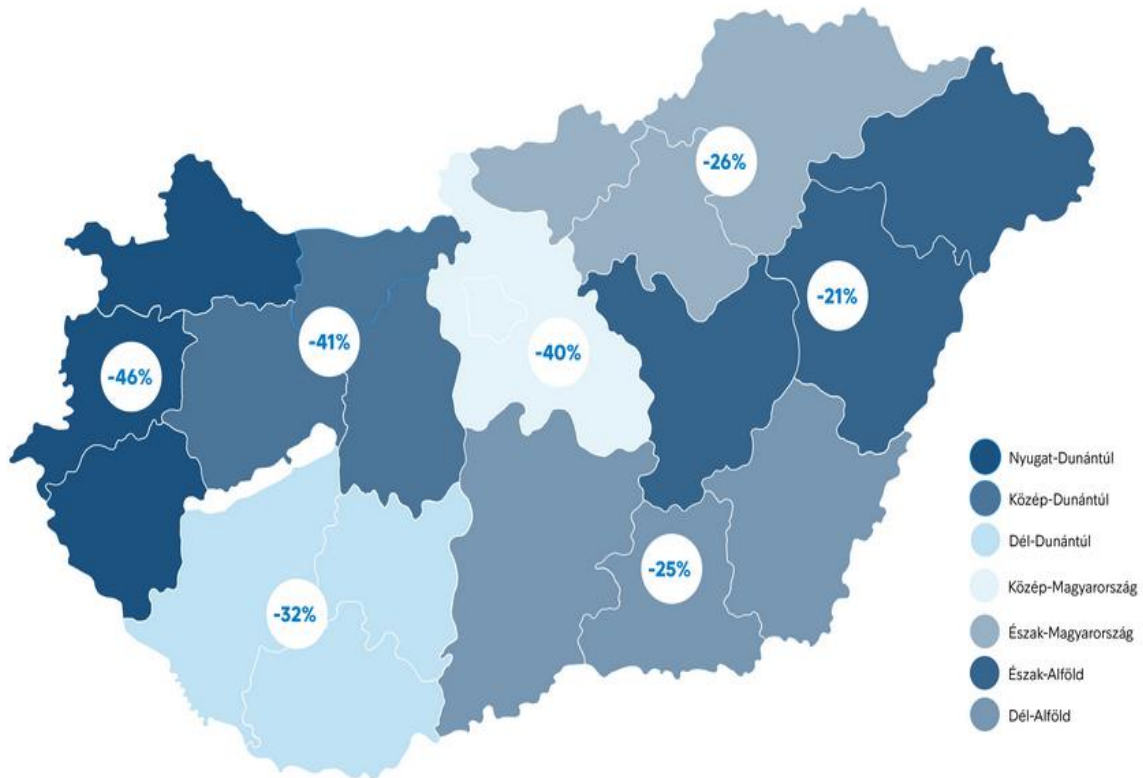 -26%
-21%
-41%
-40%
-46%
-25%
-32%
Nyugat-Dunántúl
Közép-Dunántúl
Dél-Dunántúl
Közép-Magyarország
Észak-Magyarország
Észak-Alföld
Dél-Alföld